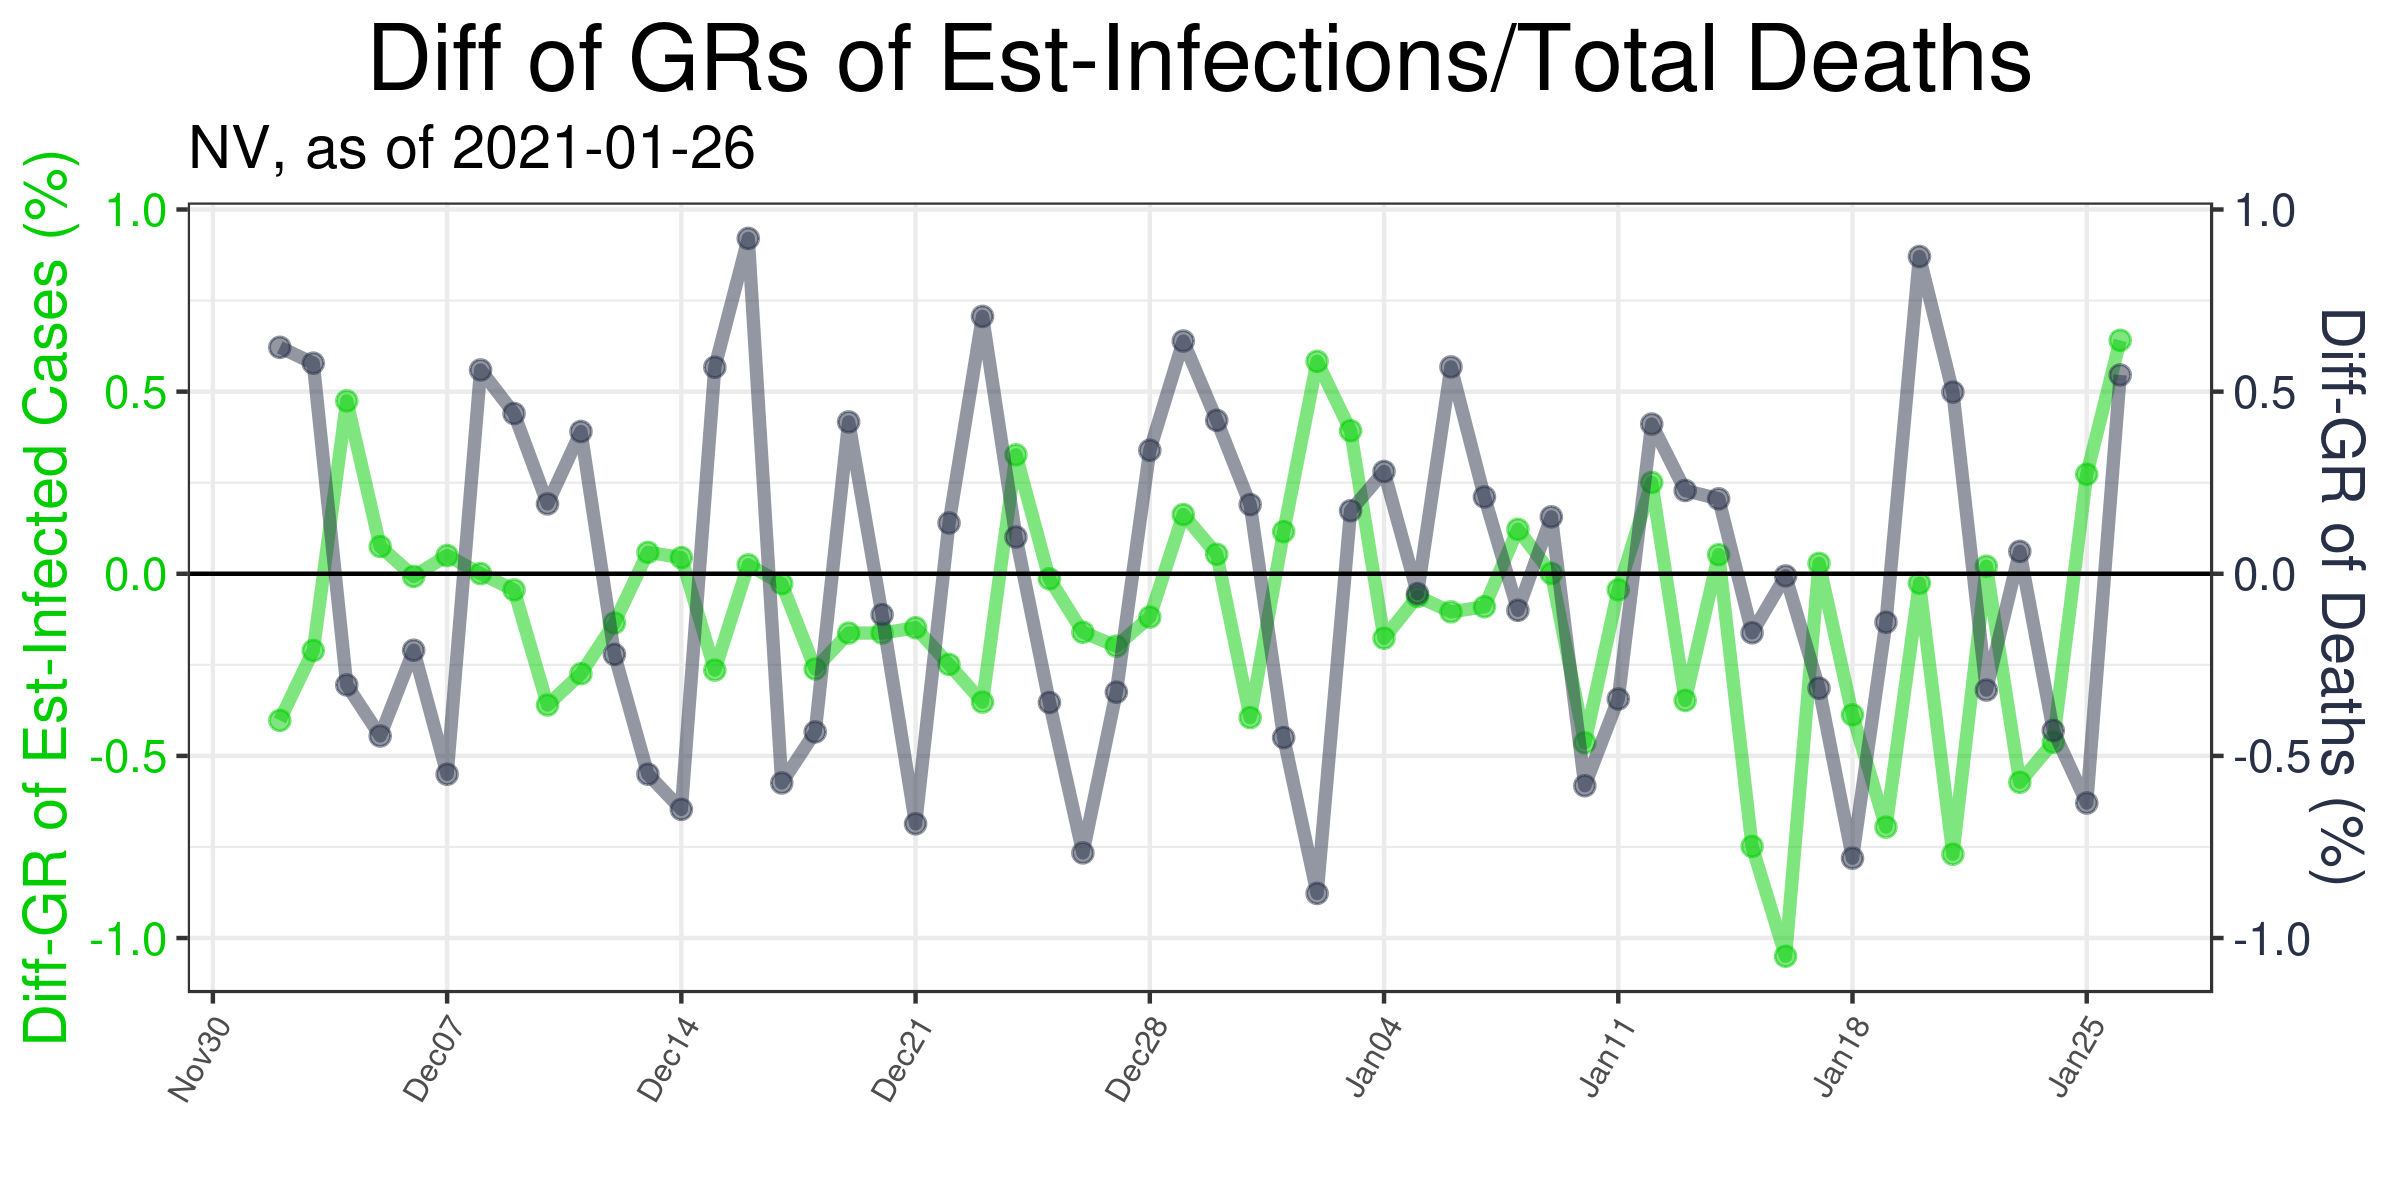 Diff of GRs of Est-Infections/Total Deaths
NV, as of 2021-01-26
Diff-GR of Est-Infected Cases (%)
1.0
0.5
0.0
-0.5
-1.0
1.0
0.5
0.0
-0.5
-1.0
Diff-GR of Deaths (%)
Nov30
Dec07
Dec14
Dec21
Dec28
Jan04
Jan11
Jan18
Jan25